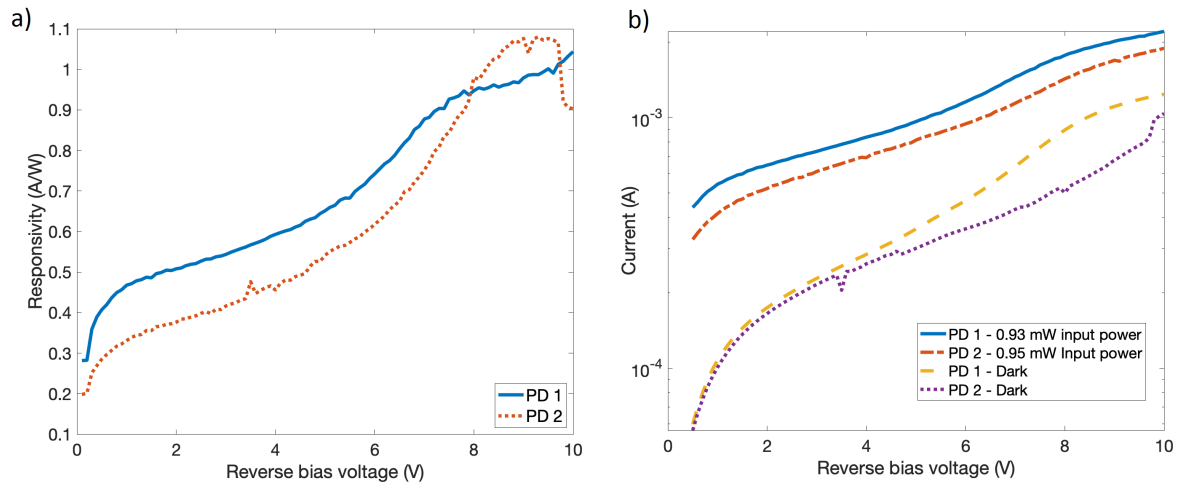 a)
1.1
1
0.9
0.8
0.7
0.6
0.5
0.4
0.3
0.2
0.1
Responsivity (A/W)
0 2 4 6 8 10
Reverse bias voltage (V)
PD 1
PD 2
b)
10-3
10-4
Current (A)
0 2 4 6 8 10
Reverse bias voltage (V)
PD 1 - 0.93 mW input power
PD 2 - 0.95 mW Input power
PD 1 - Dark
PD 2 - Dark